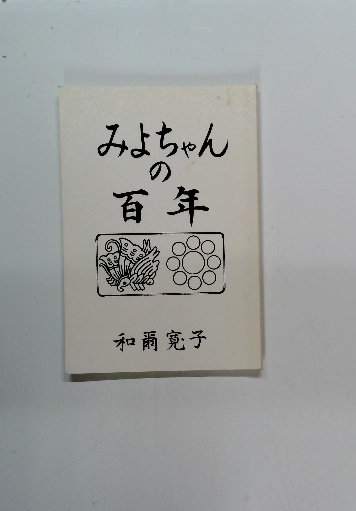 みよちゃん
の
百年
和爾寛子